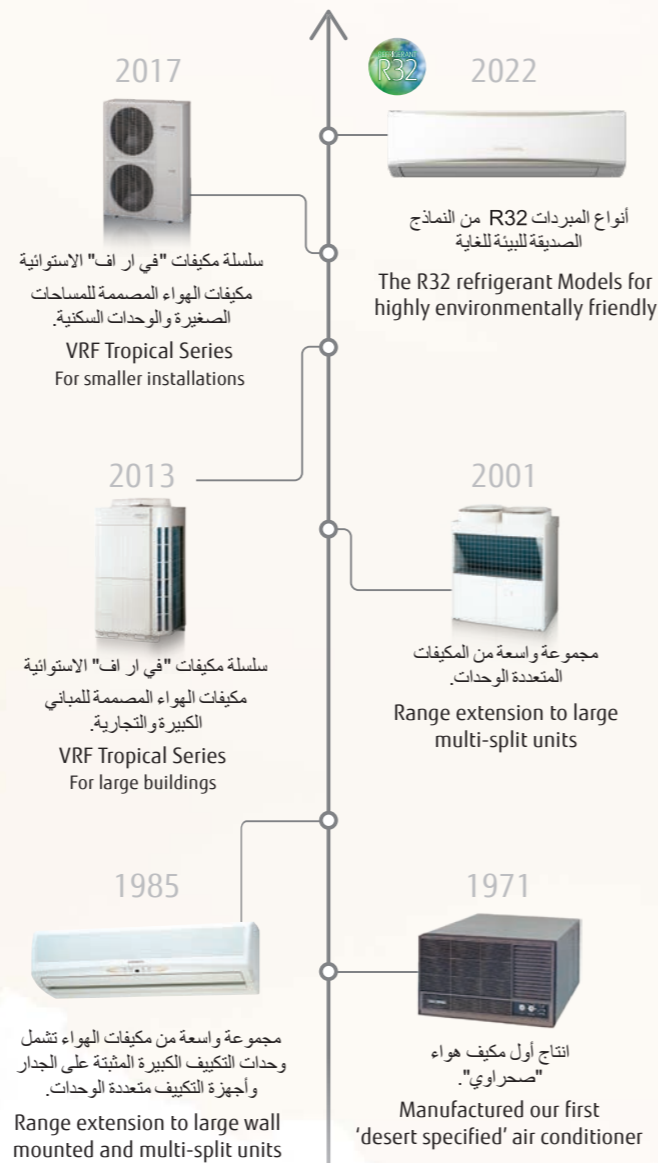 2017
سلسلة مكيفات "في ار اف" الاستوائية
مكيفات الهواء المصممة للمساحات
الصغيرة والوحدات السكنية.
VRF Tropical Series
For smaller installations
R32
2022
أنواع المبردات R32 من النماذج
الصديقة للبيئة للغاية
The R32 refrigerant Models for
highly environmentally friendly
2013
سلسلة مكيفات "في ار اف" الاستوائية
مكيفات الهواء المصممة للمباني
الكبيرة والتجارية.
VRF Tropical Series
For large buildings
2001
مجموعة واسعة من المكيفات
المتعددة الوحدات.
Range extension to large
multi-split units
1985
مجموعة واسعة من مكيفات الهواء تشمل
وحدات التكييف الكبيرة المثبتة على الجدار
وأجهزة التكييف متعددة الوحدات.
Range extension to large wall
mounted and multi-split units
1971
انتاج أول مكيف هواء
"صحراوي".
Manufactured our first
‘desert specified’ air conditioner